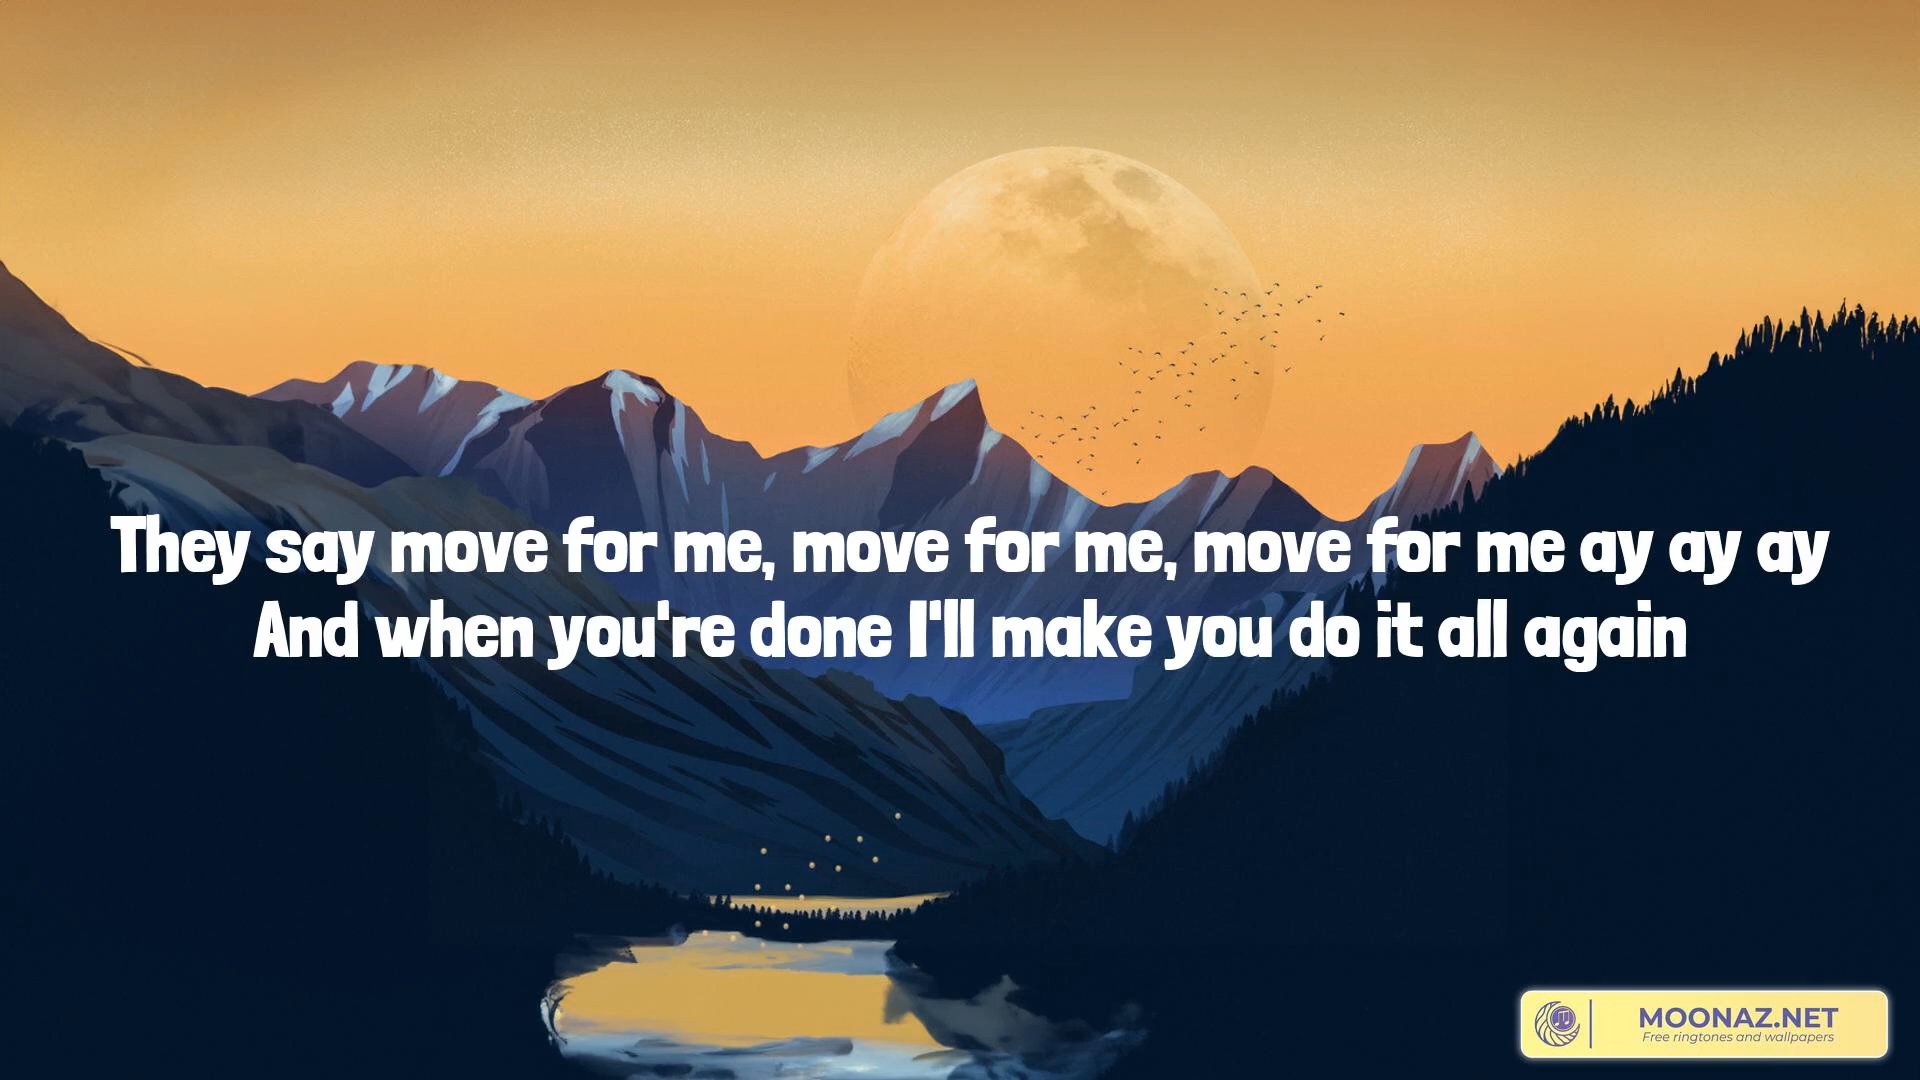 They say move for me, move for me, move for me ay ay ay
And when you're done I'll make you do it all again
MOONAZ.NET
Free ringtones and wallpapers